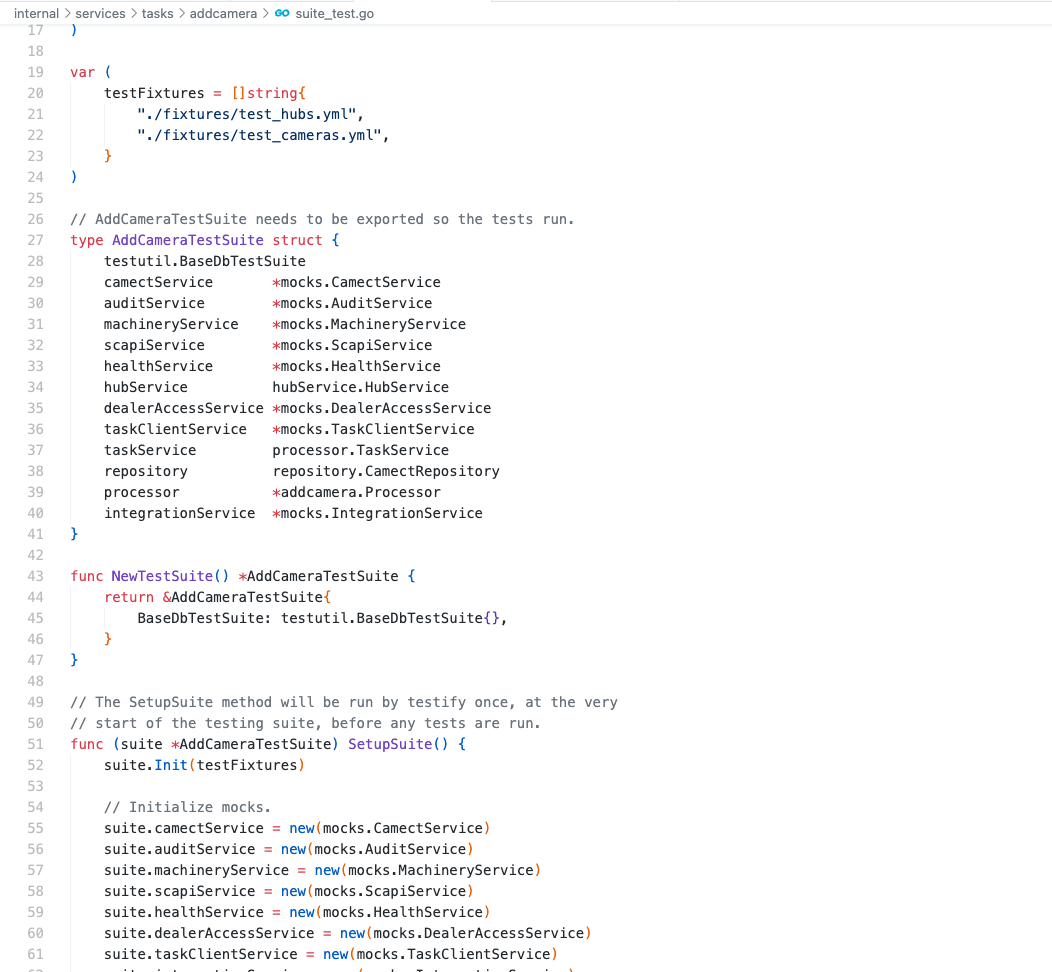 internal > services > tasks > addcamera > GO suite_test.go
17 )
18
19 var (
20 testFixtures = []string{
21 "./fixtures/test_hubs.yml",
22 "./fixtures/test_cameras.yml",
23 }
24 )
25
26 // AddCameraTestSuite needs to be exported so the tests run.
27 type AddCameraTestSuite struct {
28 testutil.BaseDbTestSuite
29 camectService *mocks.CamectService
30 auditService *mocks.AuditService
31 machineryService *mocks.MachineryService
32 scapiService *mocks.ScapiService
33 healthService *mocks.HealthService
34 hubService hubService.HubService
35 dealerAccessService *mocks.DealerAccessService
36 taskClientService *mocks.TaskClientService
37 taskService processor.TaskService
38 repository repository.CamectRepository
39 processor *addcamera.Processor
40 integrationService *mocks.IntegrationService
41 }
42
43 func NewTestSuite() *AddCameraTestSuite {
44 return &AddCameraTestSuite{
45 BaseDbTestSuite: testutil.BaseDbTestSuite{},
46 }
47 }
48
49 // The SetupSuite method will be run by testify once, at the very
50 // start of the testing suite, before any tests are run.
51 func (suite *AddCameraTestSuite) SetupSuite() {
52 suite.Init(testFixtures)
53
54 // Initialize mocks.
55 suite.camectService = new(mocks.CamectService)
56 suite.auditService = new(mocks.AuditService)
57 suite.machineryService = new(mocks.MachineryService)
58 suite.scapiService = new(mocks.ScapiService)
59 suite.healthService = new(mocks.HealthService)
60 suite.dealerAccessService = new(mocks.DealerAccessService)
61 suite.taskClientService = new(mocks.TaskClientService)